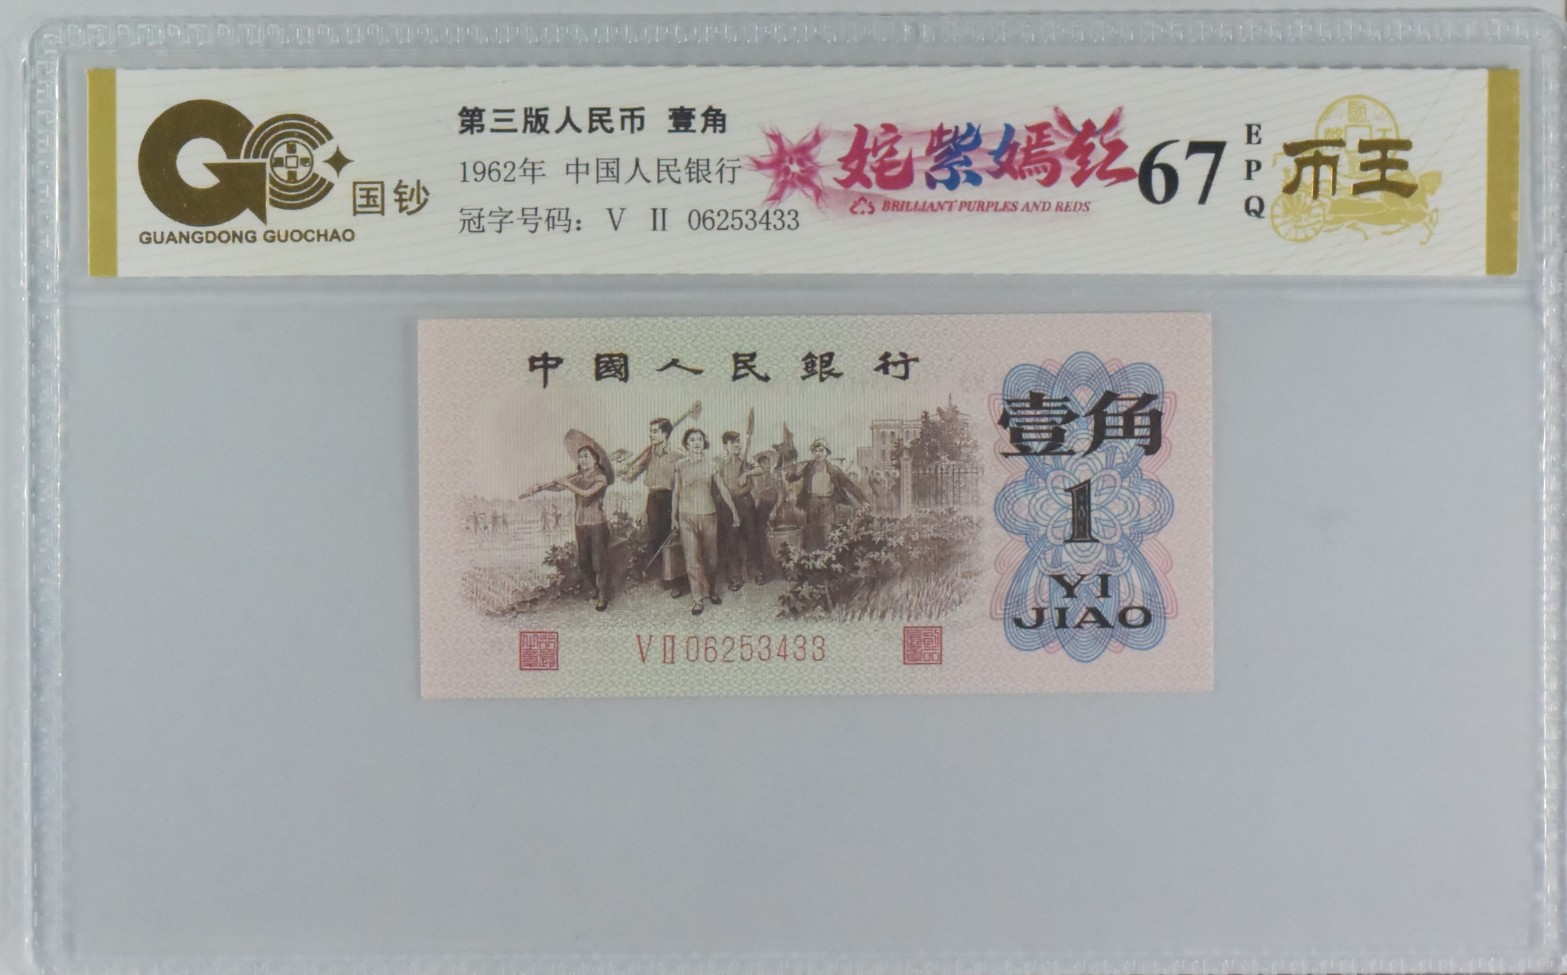 GUANGDONG GUOCHAO
国钞
第三版人民币 壹角
1962年 中国人民银行
冠字号码: V Ⅱ 06253433
姹紫嫣红
BRILLIANT PURPLES AND REDS
67
EPQ
币王
中國人民銀行
壹角
1
YI
JIAO
VⅡ06253433